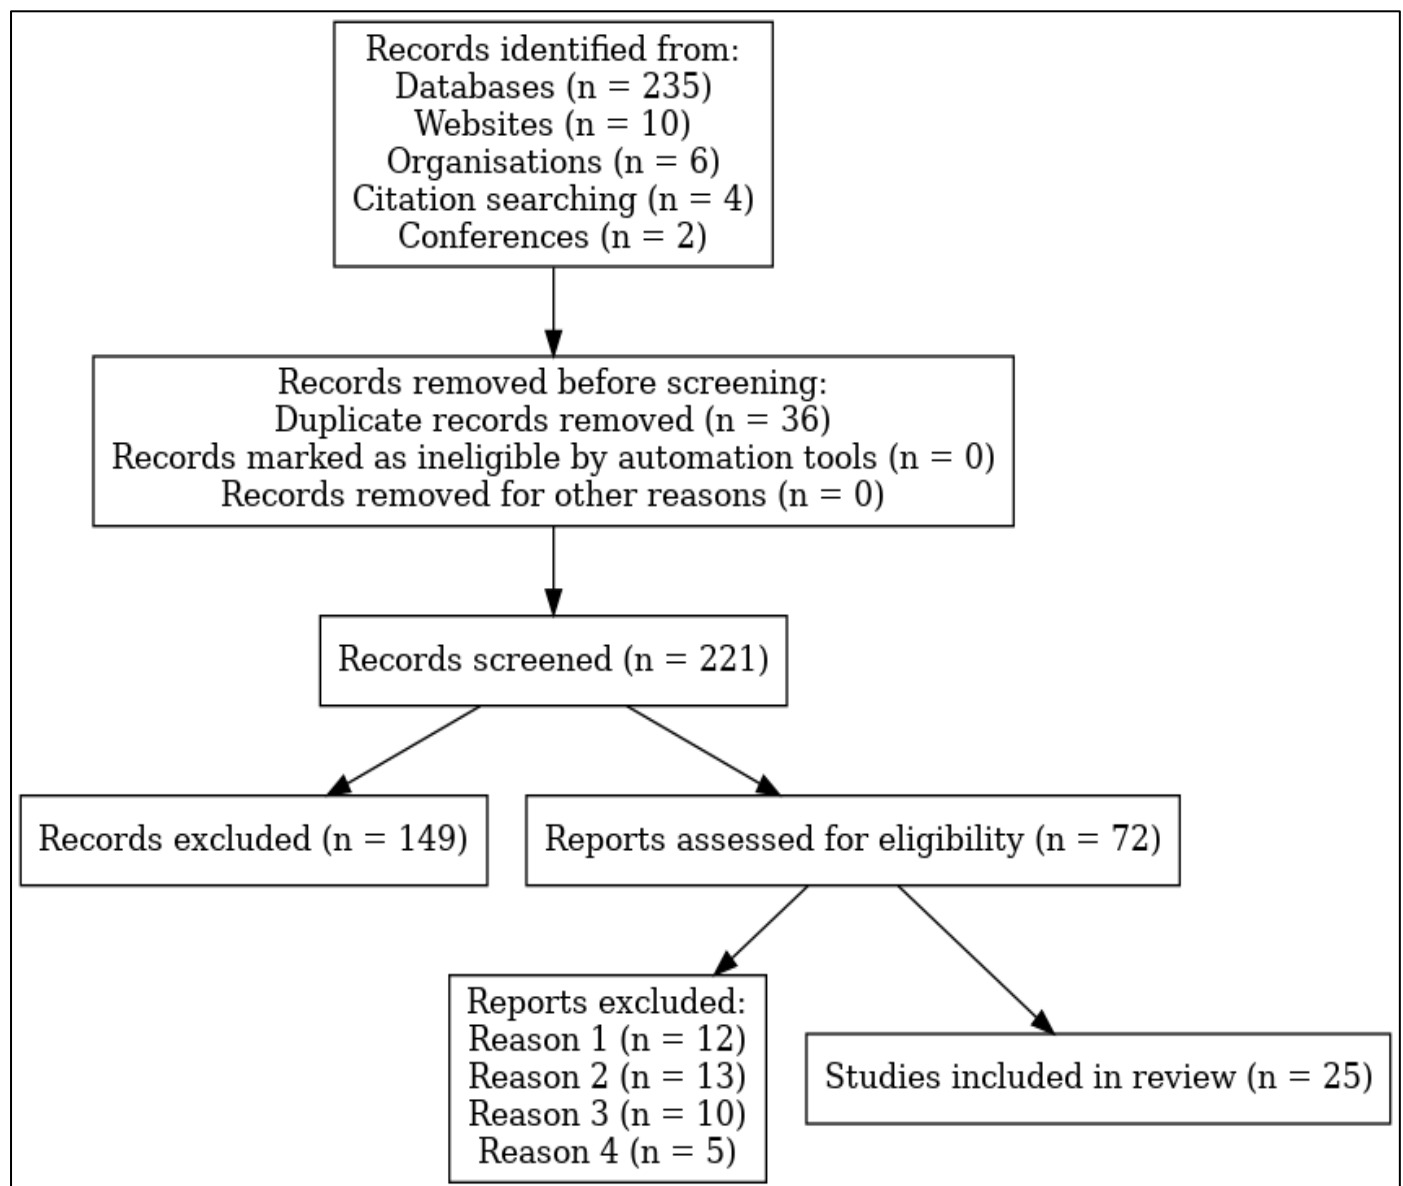 Records identified from:
Databases (n = 235)
Websites (n = 10)
Organisations (n = 6)
Citation searching (n = 4)
Conferences (n = 2)
Records removed before screening:
Duplicate records removed (n = 36)
Records marked as ineligible by automation tools (n = 0)
Records removed for other reasons (n = 0)
Records screened (n = 221)
Records excluded (n = 149)
Reports assessed for eligibility (n = 72)
Reports excluded:
Reason 1 (n = 12)
Reason 2 (n = 13)
Reason 3 (n = 10)
Reason 4 (n = 5)
Studies included in review (n = 25)